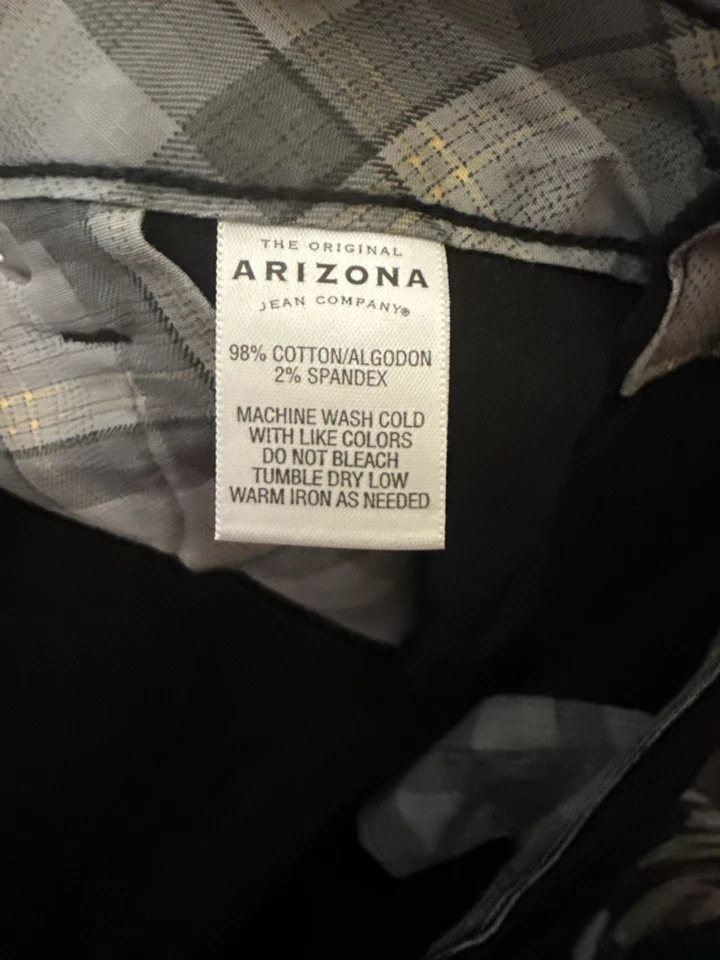 THE ORIGINAL
ARIZONA
JEAN COMPANY®
98% COTTON/ALGODON
2% SPANDEX
MACHINE WASH COLD
WITH LIKE COLORS
DO NOT BLEACH
TUMBLE DRY LOW
WARM IRON AS NEEDED